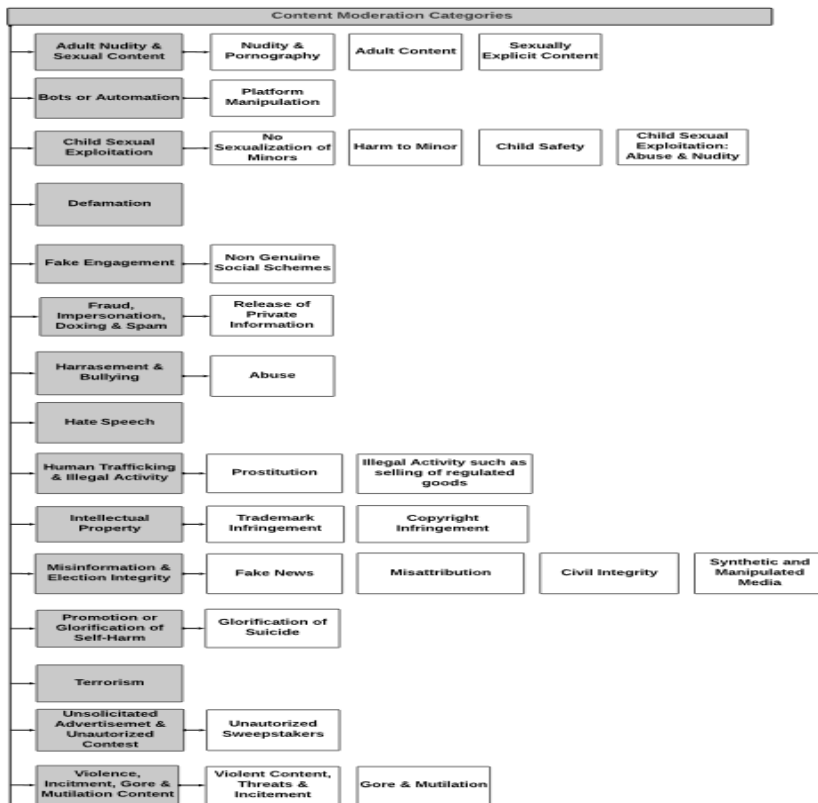 Content Moderation Categories
Adult Nudity &
Sexual Content
Nudity &
Pornography
Adult Content
Sexually
Explicit Content
Bots or Automation
Platform
Manipulation
Child Sexual
Exploitation
No
Sexualization of
Minors
Harm to Minor
Child Safety
Child Sexual
Exploitation:
Abuse & Nudity
Defamation
Fake Engagement
Non Genuine
Social Schemes
Fraud,
Impersonation,
Doxing & Spam
Release of
Private
Information
Harrasement &
Bullying
Abuse
Hate Speech
Human Trafficking
& Illegal Activity
Prostitution
Illegal Activity such as
selling of regulated
goods
Intellectual
Property
Trademark
Infringement
Copyright
Infringement
Misinformation &
Election Integrity
Fake News
Misattribution
Civil Integrity
Synthetic and
Manipulated
Media
Promotion or
Glorification of
Self-Harm
Glorification of
Suicide
Terrorism
Unsolicitated
Advertisemet &
Unautorized
Contest
Unautorized
Sweepstakers
Violence,
Incitment, Gore &
Mutilation Content
Violent Content,
Threats &
Incitement
Gore & Mutilation